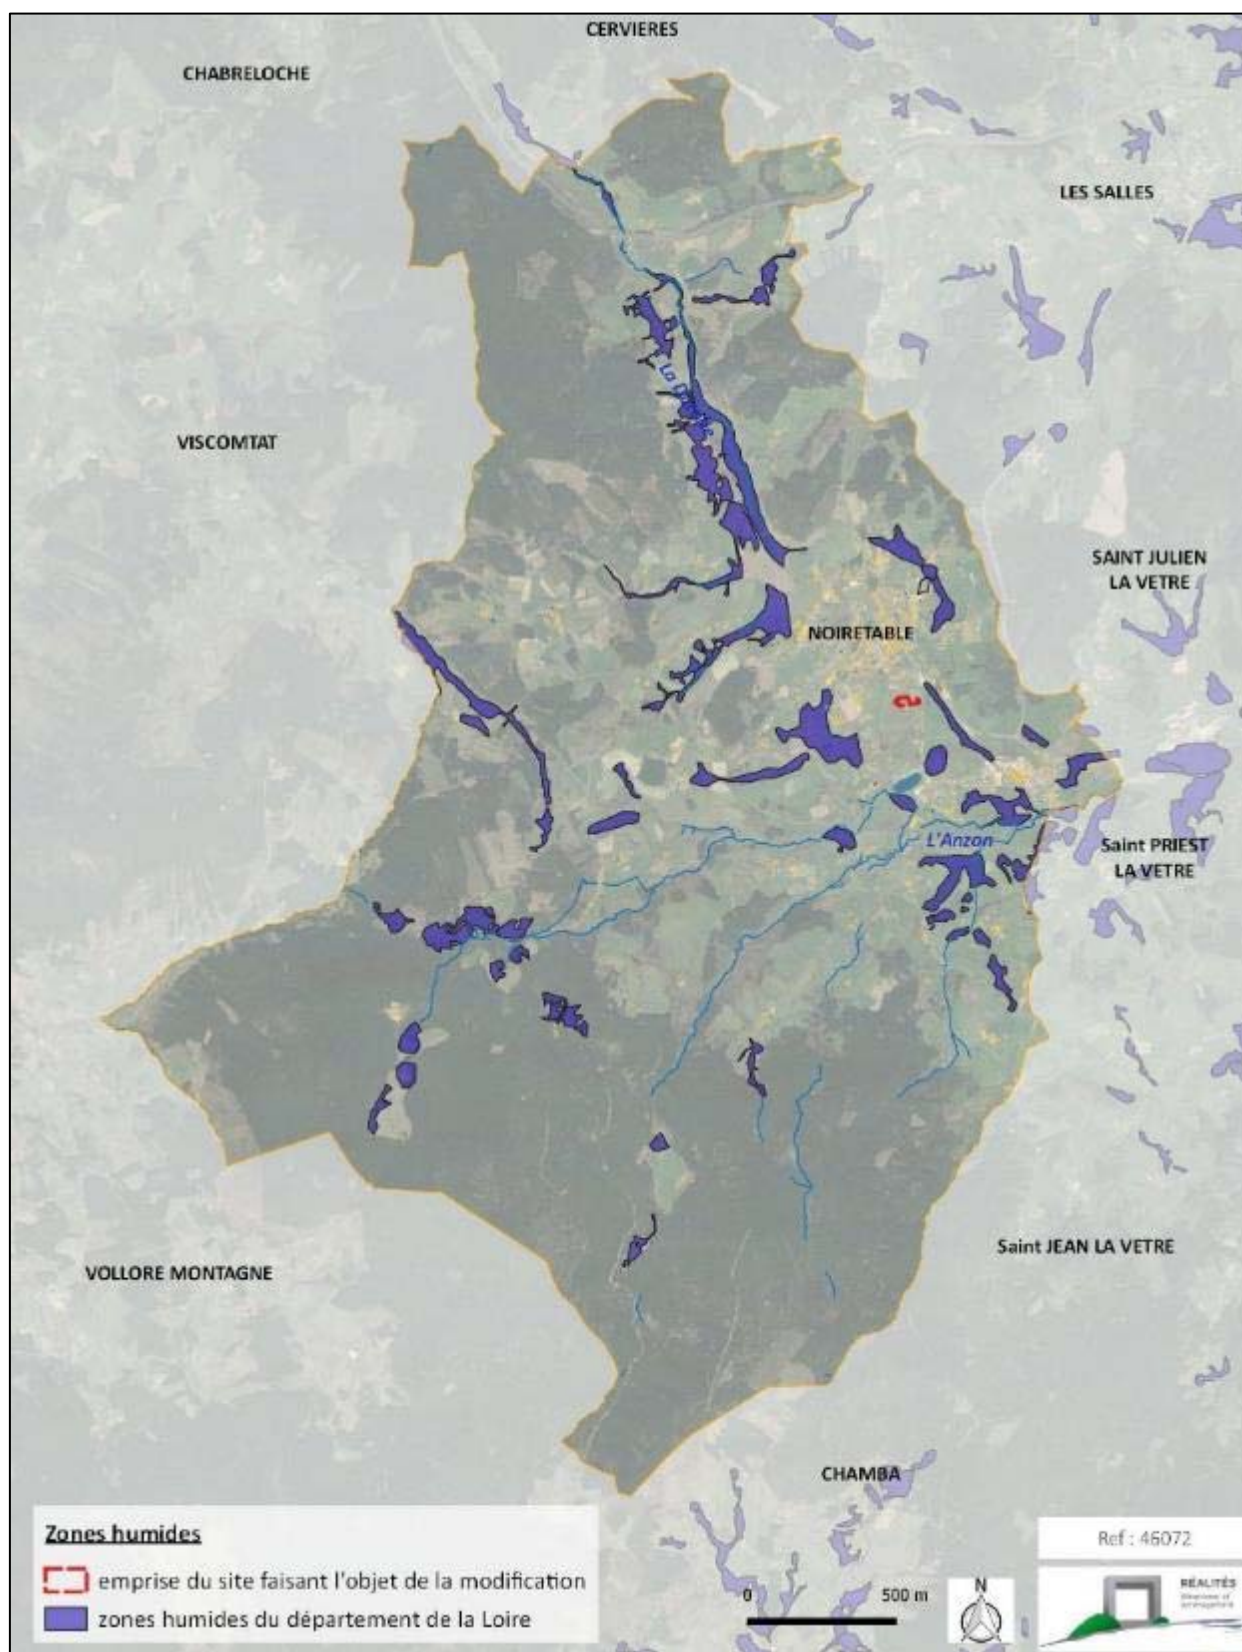 CERVIERES
CHABRELOCHE
LES SALLES
La
VISCOMTAT
SAINT JULIEN
LA VETRE
NOIRETABLE
L'Anzon
Saint PRIEST
LA VETRE
Saint JEAN LA VETRE
VOLLORE MONTAGNE
CHAMBA
Zones humides
emprise du site faisant l'objet de la modification
zones humides du département de la Loire
0 500 m
N
Ref : 46072
RÉALITÉS